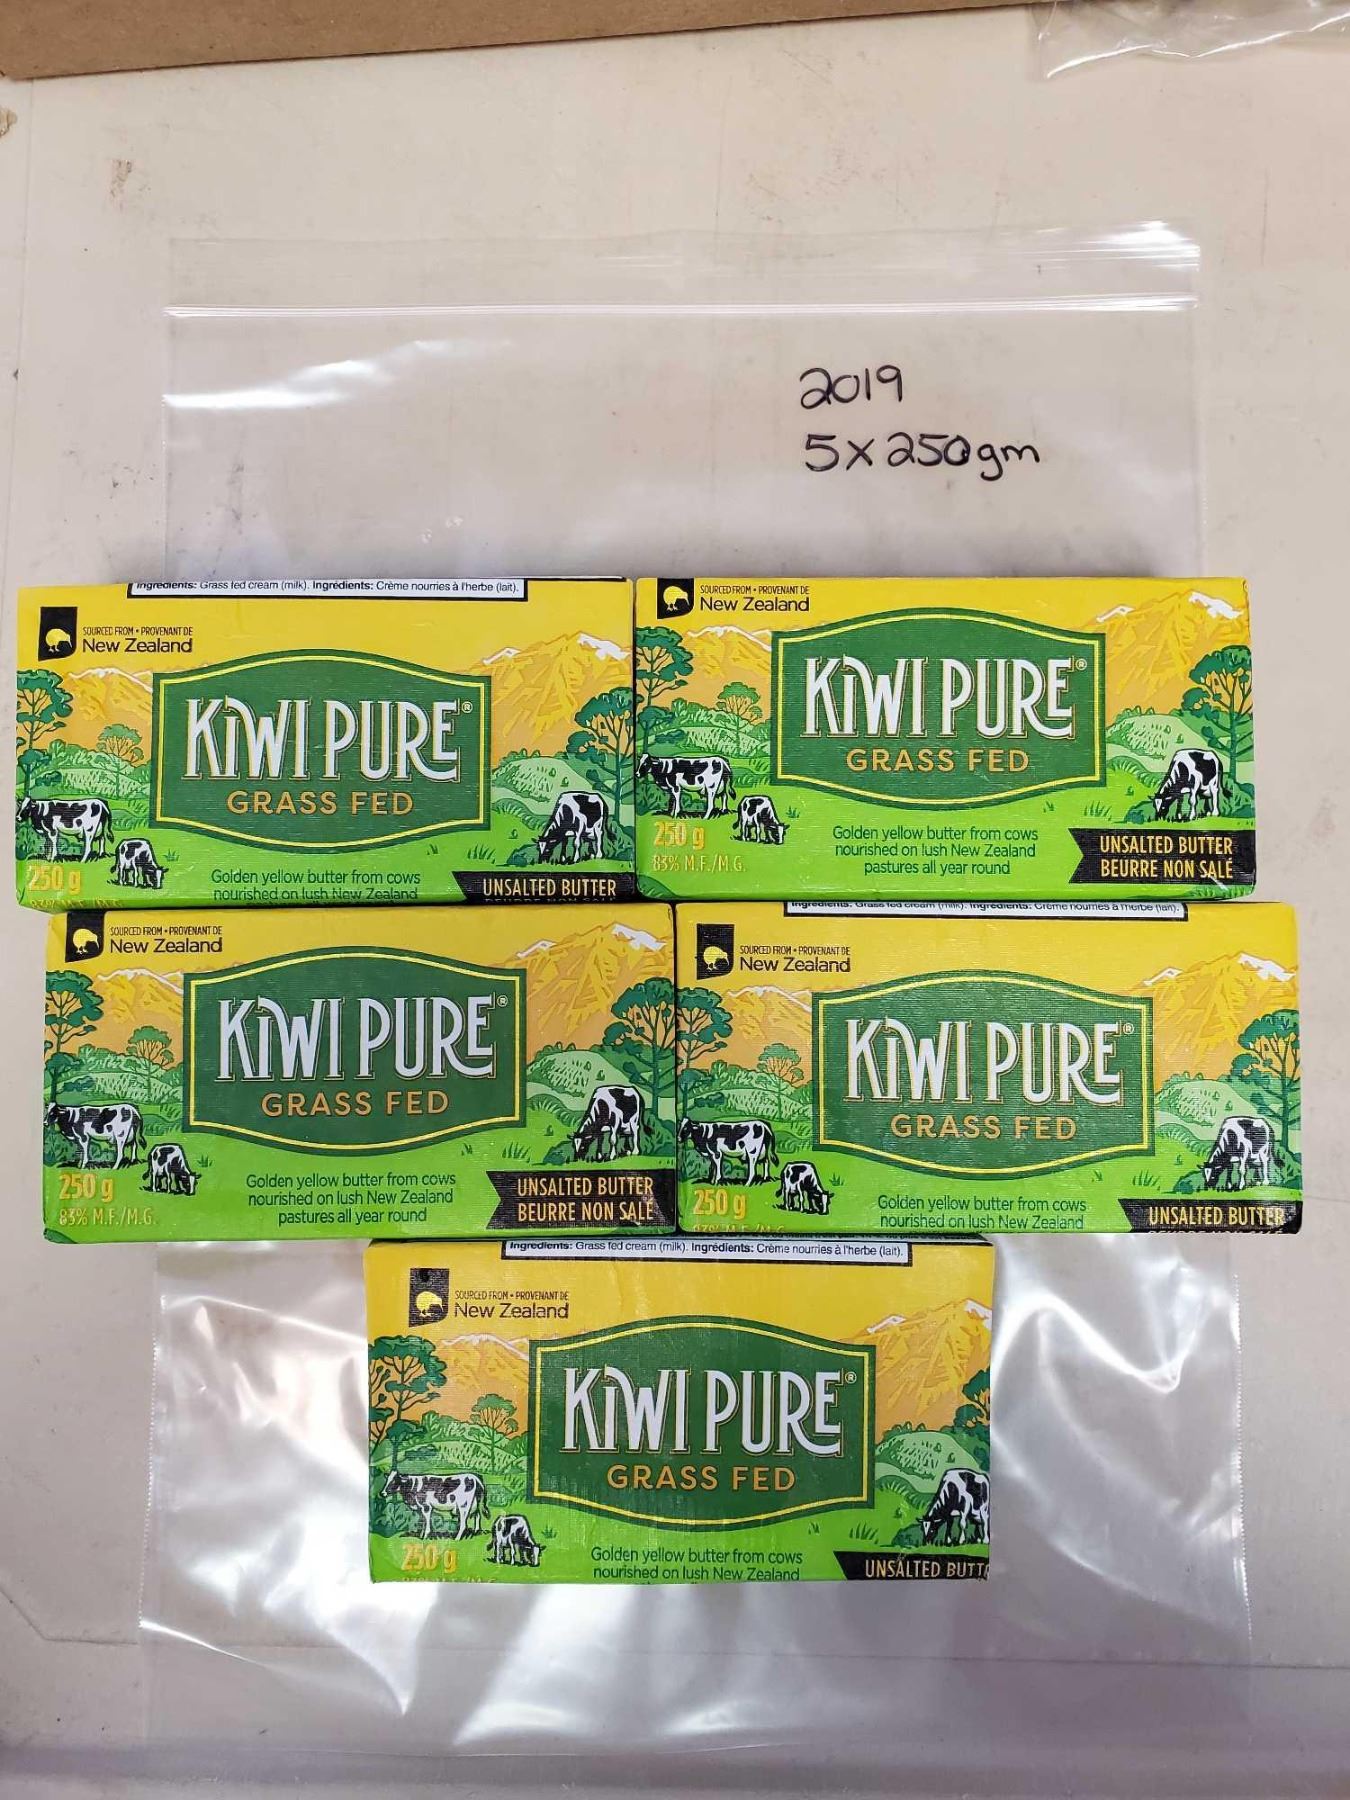 2019
5x250gm
Ingredients: Grass fed cream (milk). Ingrédients: Crème nourries à l'herbe (lait).
SOURCED FROM • PROVENANT DE
New Zealand
KIWI PURE®
GRASS FED
250 g
83% M.F./M.G.
Golden yellow butter from cows
nourished on lush New Zealand
UNSALTED BUTTER
BEURRE NON SALÉ
SOURCED FROM • PROVENANT DE
New Zealand
KIWI PURE®
GRASS FED
250 g
83% M.F./M.G.
Golden yellow butter from cows
nourished on lush New Zealand
pastures all year round
UNSALTED BUTTER
BEURRE NON SALÉ
SOURCED FROM • PROVENANT DE
New Zealand
KIWI PURE®
GRASS FED
250 g
83% M.F./M.G.
Golden yellow butter from cows
nourished on lush New Zealand
pastures all year round
UNSALTED BUTTER
BEURRE NON SALÉ
Ingredients: Grass fed cream (milk). Ingrédients: Crème nourries à l'herbe (lait).
SOURCED FROM • PROVENANT DE
New Zealand
KIWI PURE®
GRASS FED
250 g
Golden yellow butter from cows
nourished on lush New Zealand
UNSALTED BUTTER
Ingredients: Grass fed cream (milk). Ingrédients: Crème nourries à l'herbe (lait).
SOURCED FROM • PROVENANT DE
New Zealand
KIWI PURE®
GRASS FED
250 g
Golden yellow butter from cows
nourished on lush New Zealand
UNSALTED BUTT